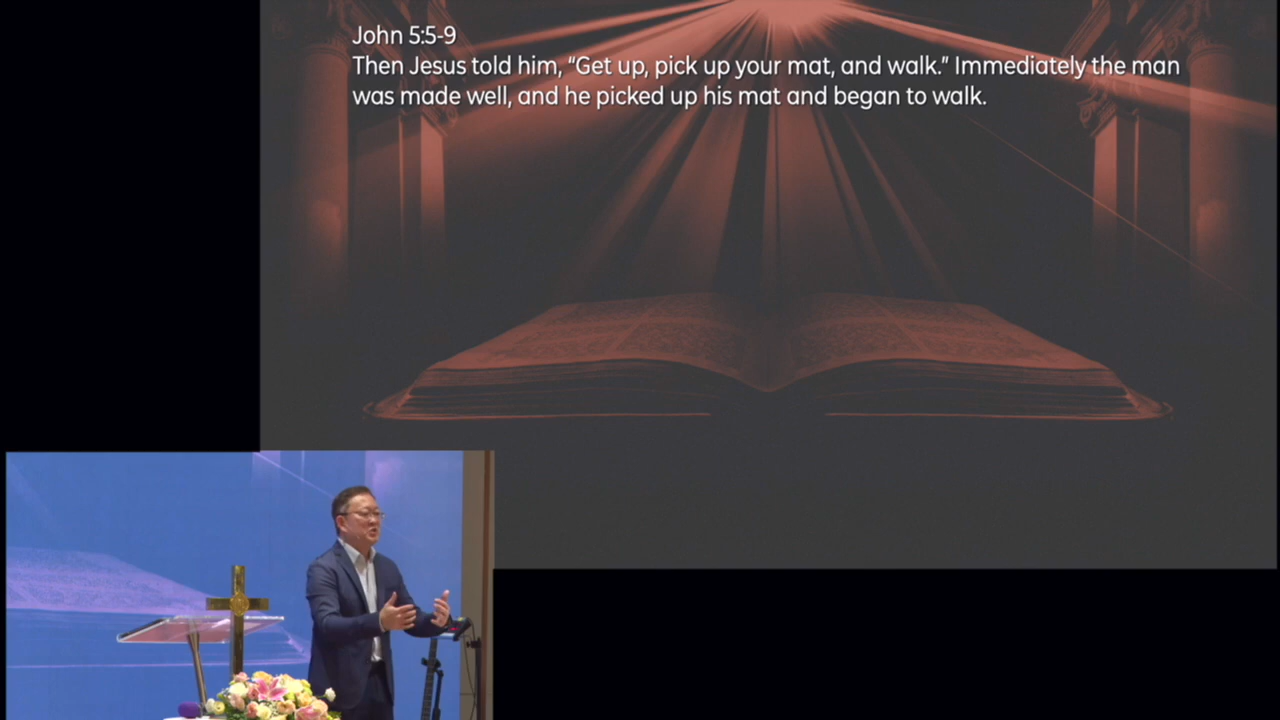 John 5:5-9
Then Jesus told him, “Get up, pick up your mat, and walk.” Immediately the man
was made well, and he picked up his mat and began to walk.